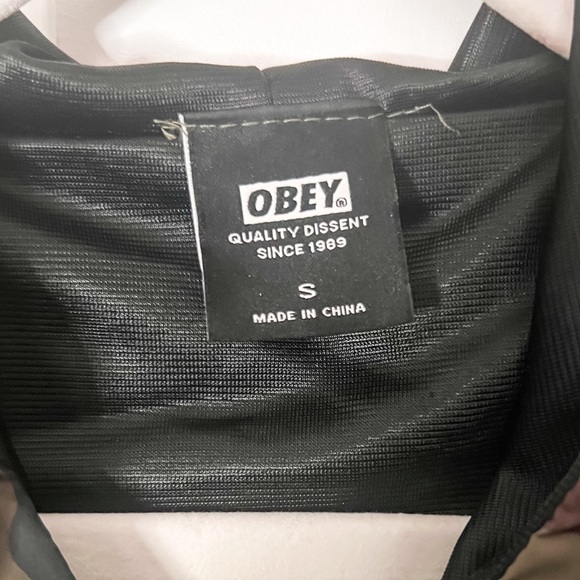 OBEY®
QUALITY DISSENT
SINCE 1989
S
MADE IN CHINA